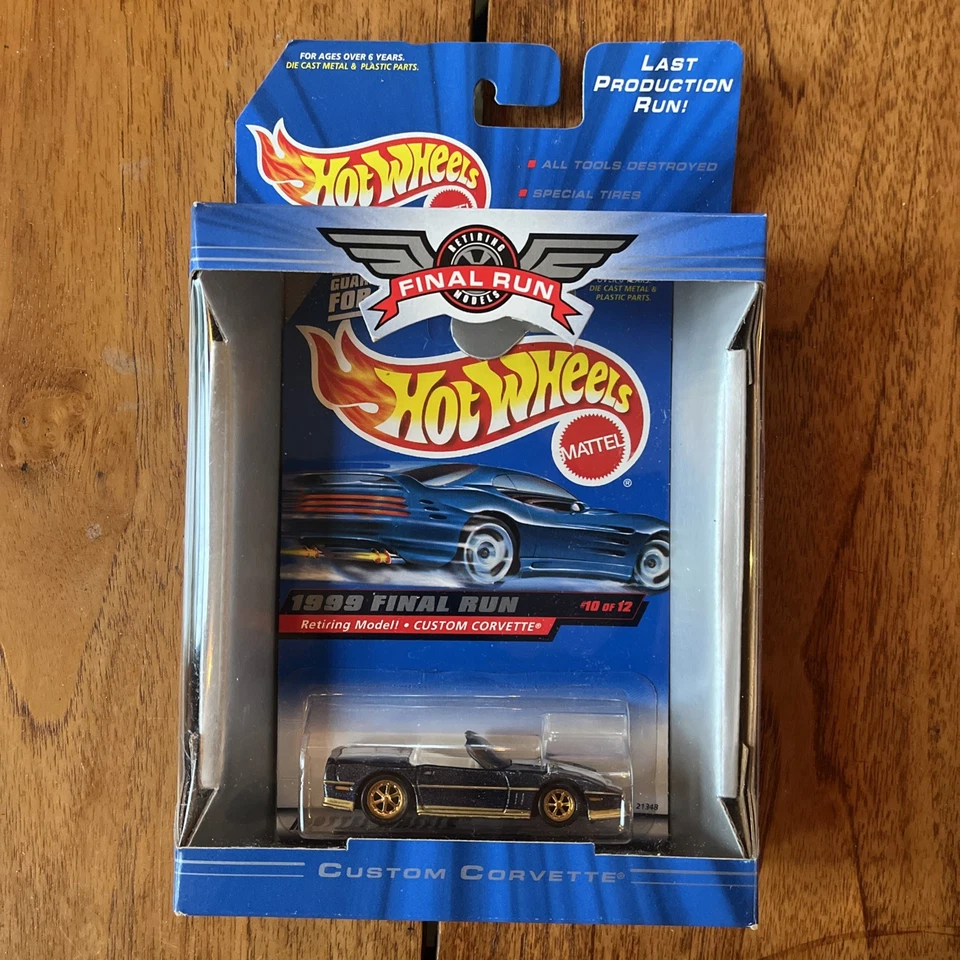 FOR AGES OVER 6 YEARS.
DIE CAST METAL & PLASTIC PARTS.
LAST
PRODUCTION
RUN!
HOT WHEELS
ALL TOOLS DESTROYED
SPECIAL TIRES
RETIRING
FINAL RUN
MODELS
FOR
DIE CAST METAL &
PLASTIC PARTS.
HOT WHEELS
MATTEL
®
1999 FINAL RUN #10 OF 12
Retiring Model! • CUSTOM CORVETTE®
21349
CUSTOM CORVETTE®